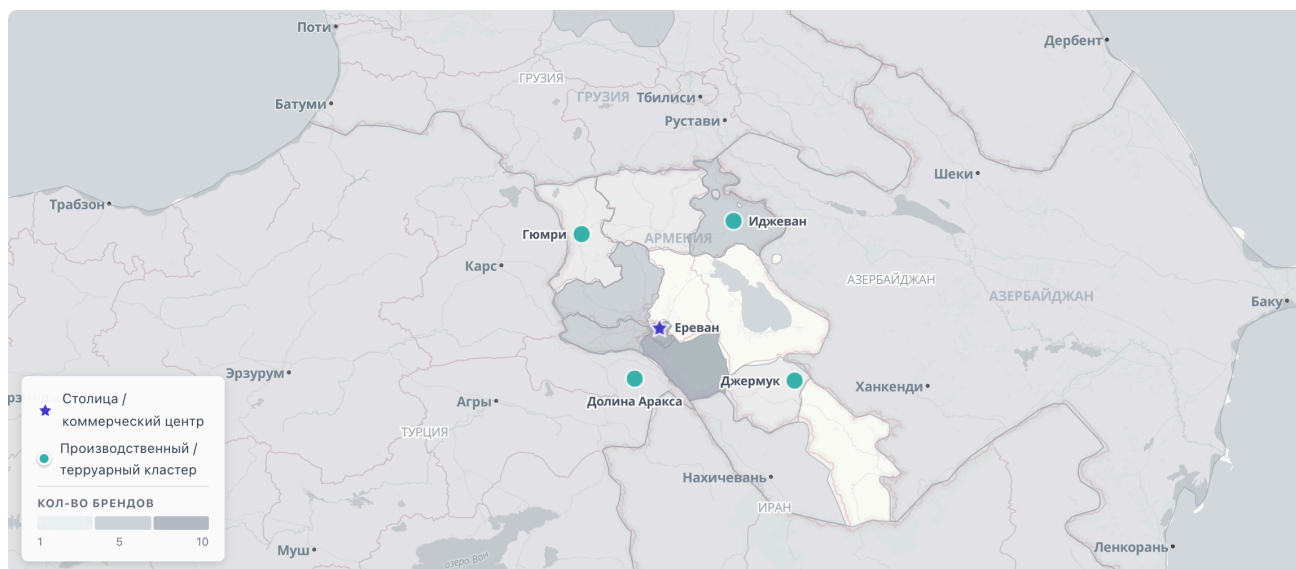 Поти
Дербент
ГРУЗИЯ
ГРУЗИЯ
Тбилиси
Батуми
Рустави
Шеки
Трабзон
Иджеван
Гюмри
АРМЕНИЯ
Карс
АЗЕРБАЙДЖАН
АЗЕРБАЙДЖАН
Баку
Ереван
Эрзурум
Джермук
Ханкенди
Долина Аракса
Агры
ТУРЦИЯ
Нахичевань
ИРАН
Муш
озеро Ван
Ленкорань
Столица /
коммерческий центр
Производственный /
терруарный кластер
КОЛ-ВО БРЕНДОВ
1 5 10